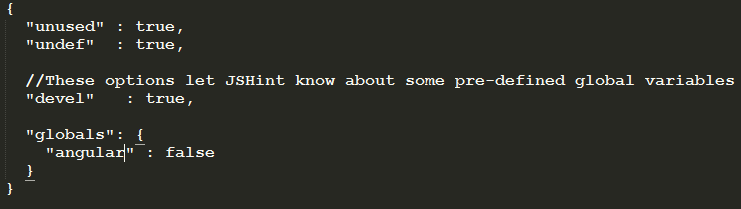 {
  "unused" : true,
  "undef"  : true,

  //These options let JSHint know about some pre-defined global variables
  "devel"   : true,

  "globals": {
    "angular" : false
  }
}